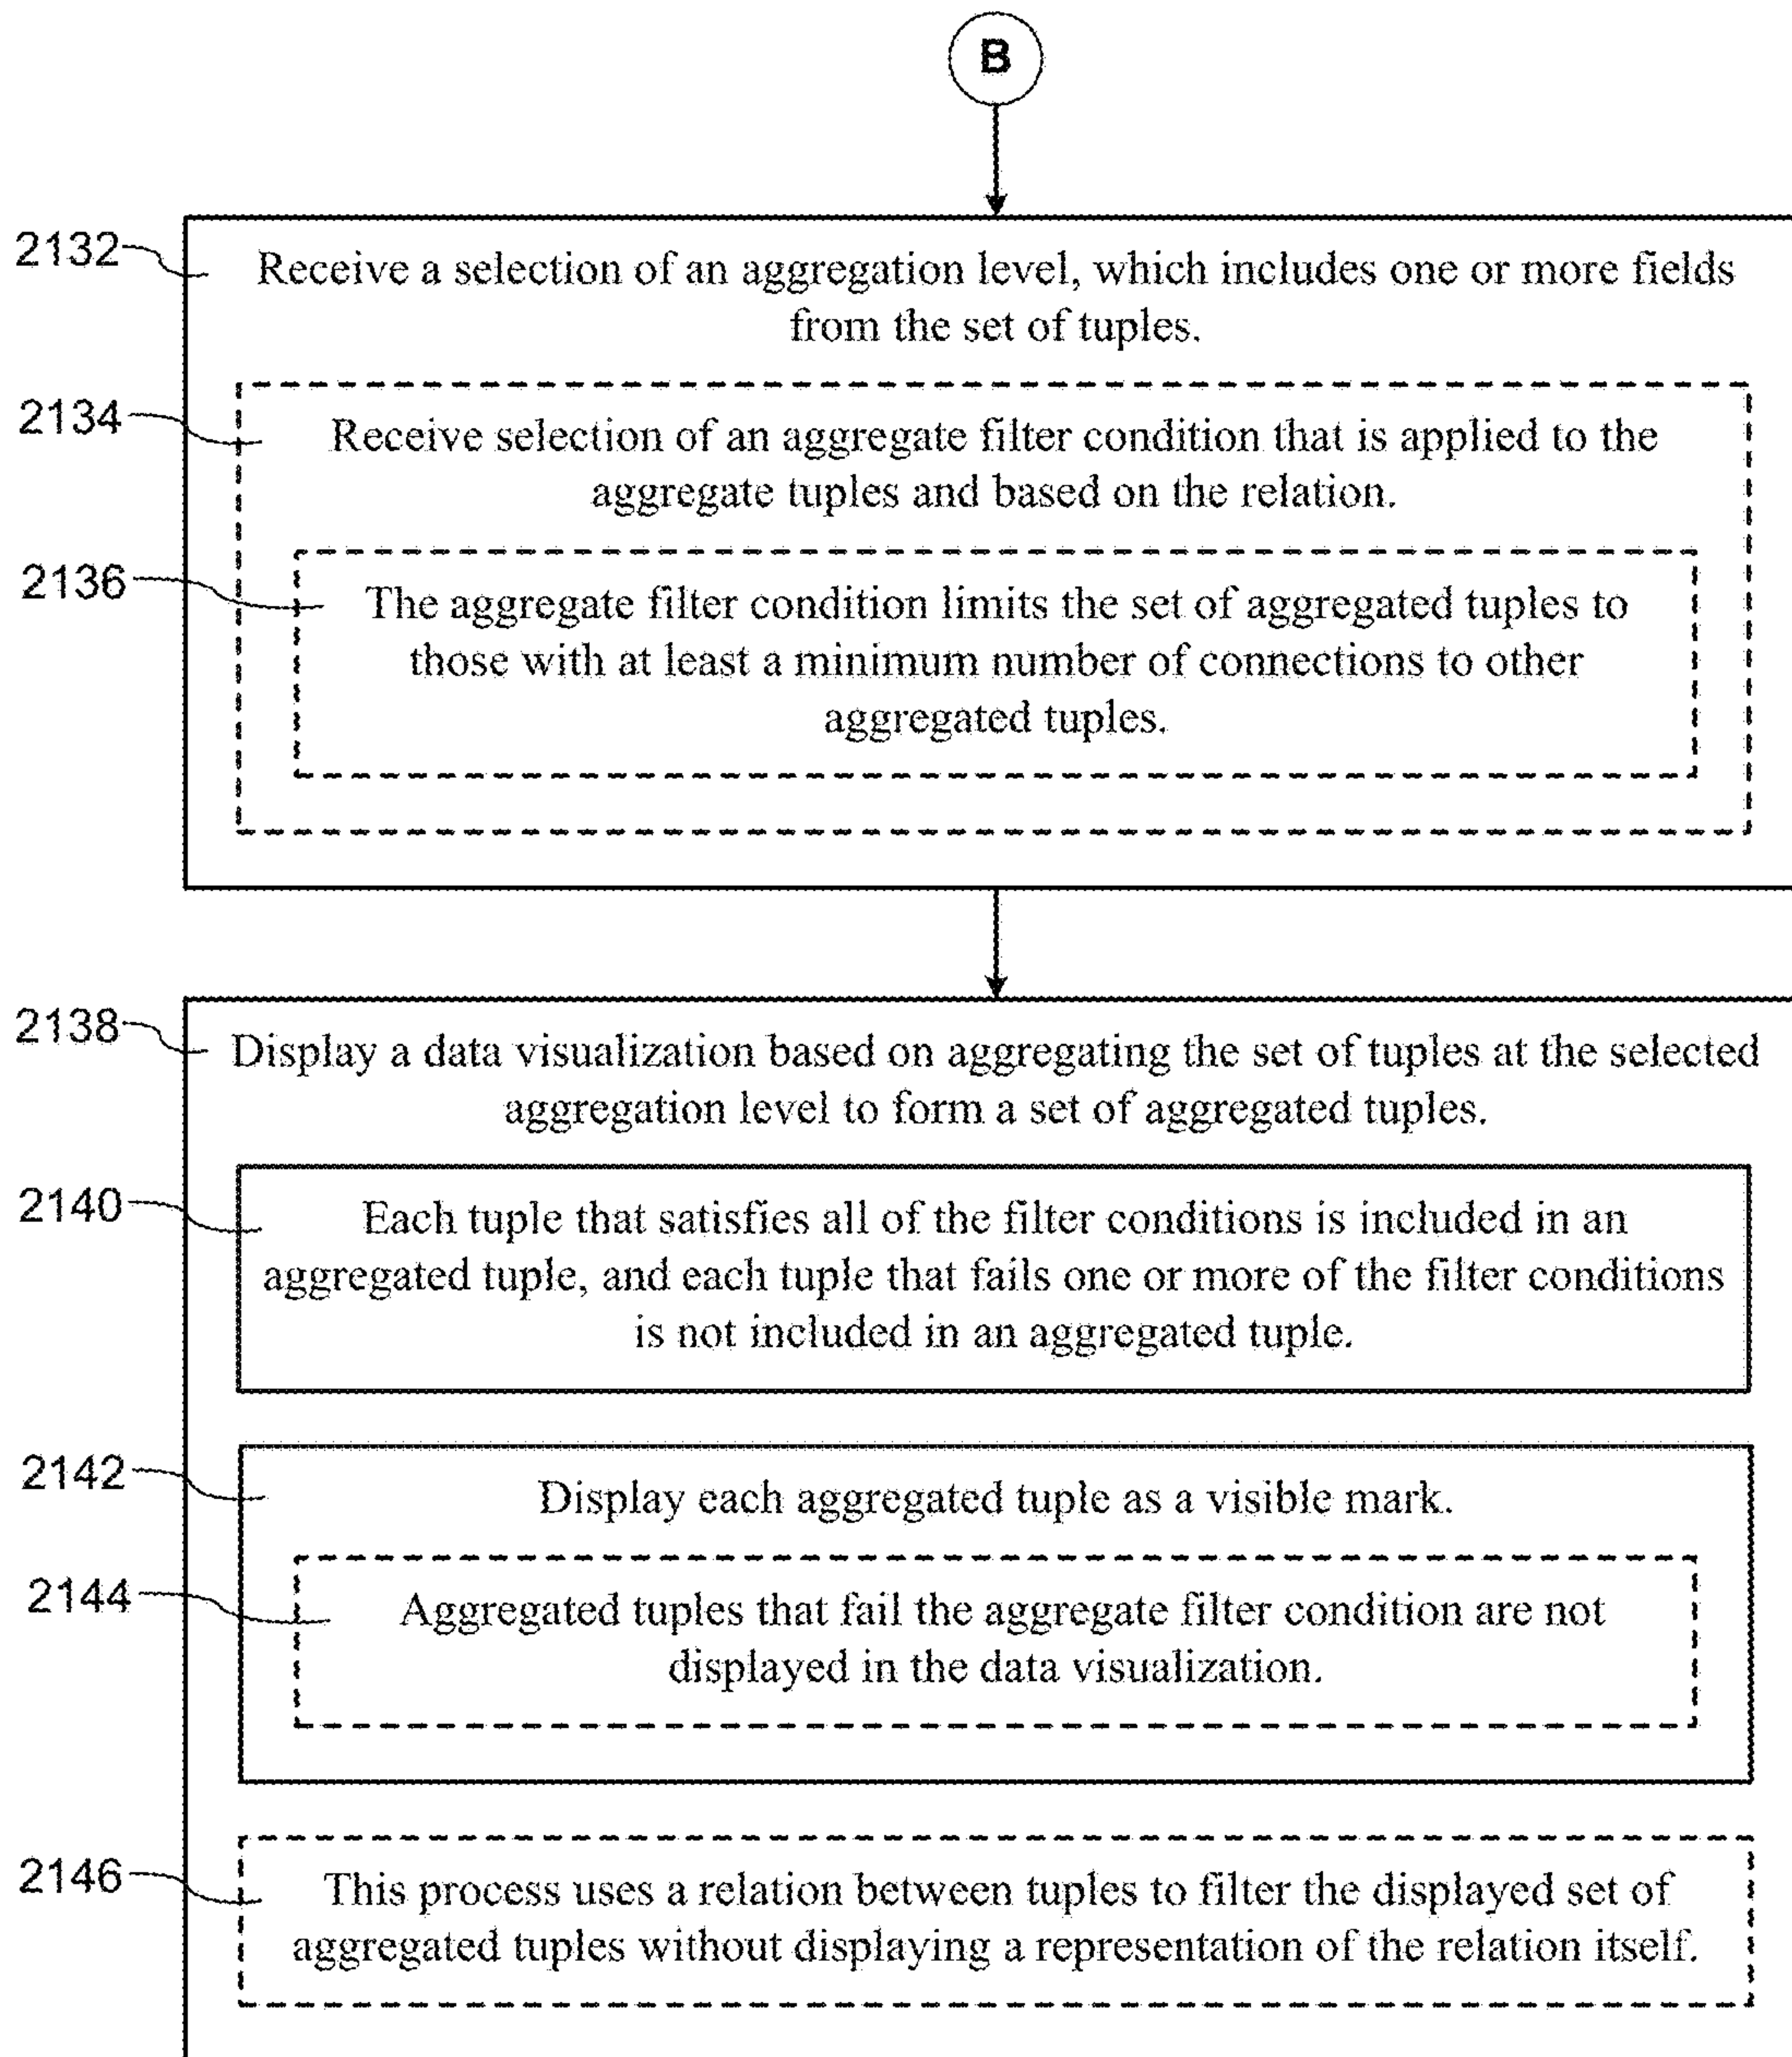 B
2132
Receive a selection of an aggregation level, which includes one or more fields
from the set of tuples.
2134
Receive selection of an aggregate filter condition that is applied to the
aggregate tuples and based on the relation.
2136
The aggregate filter condition limits the set of aggregated tuples to
those with at least a minimum number of connections to other
aggregated tuples.
2138
Display a data visualization based on aggregating the set of tuples at the selected
aggregation level to form a set of aggregated tuples.
2140
Each tuple that satisfies all of the filter conditions is included in an
aggregated tuple, and each tuple that fails one or more of the filter conditions
is not included in an aggregated tuple.
2142
Display each aggregated tuple as a visible mark.
2144
Aggregated tuples that fail the aggregate filter condition are not
displayed in the data visualization.
2146
This process uses a relation between tuples to filter the displayed set of
aggregated tuples without displaying a representation of the relation itself.